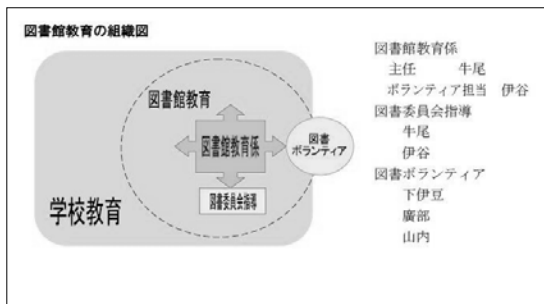 図書館教育の組織図
図書館教育
図書館教育係
図書
ボランティア
図書委員会指導
学校教育
図書館教育係
主任 牛尾
ボランティア担当 伊谷
図書委員会指導
牛尾
伊谷
図書ボランティア
下伊豆
廣部
山内